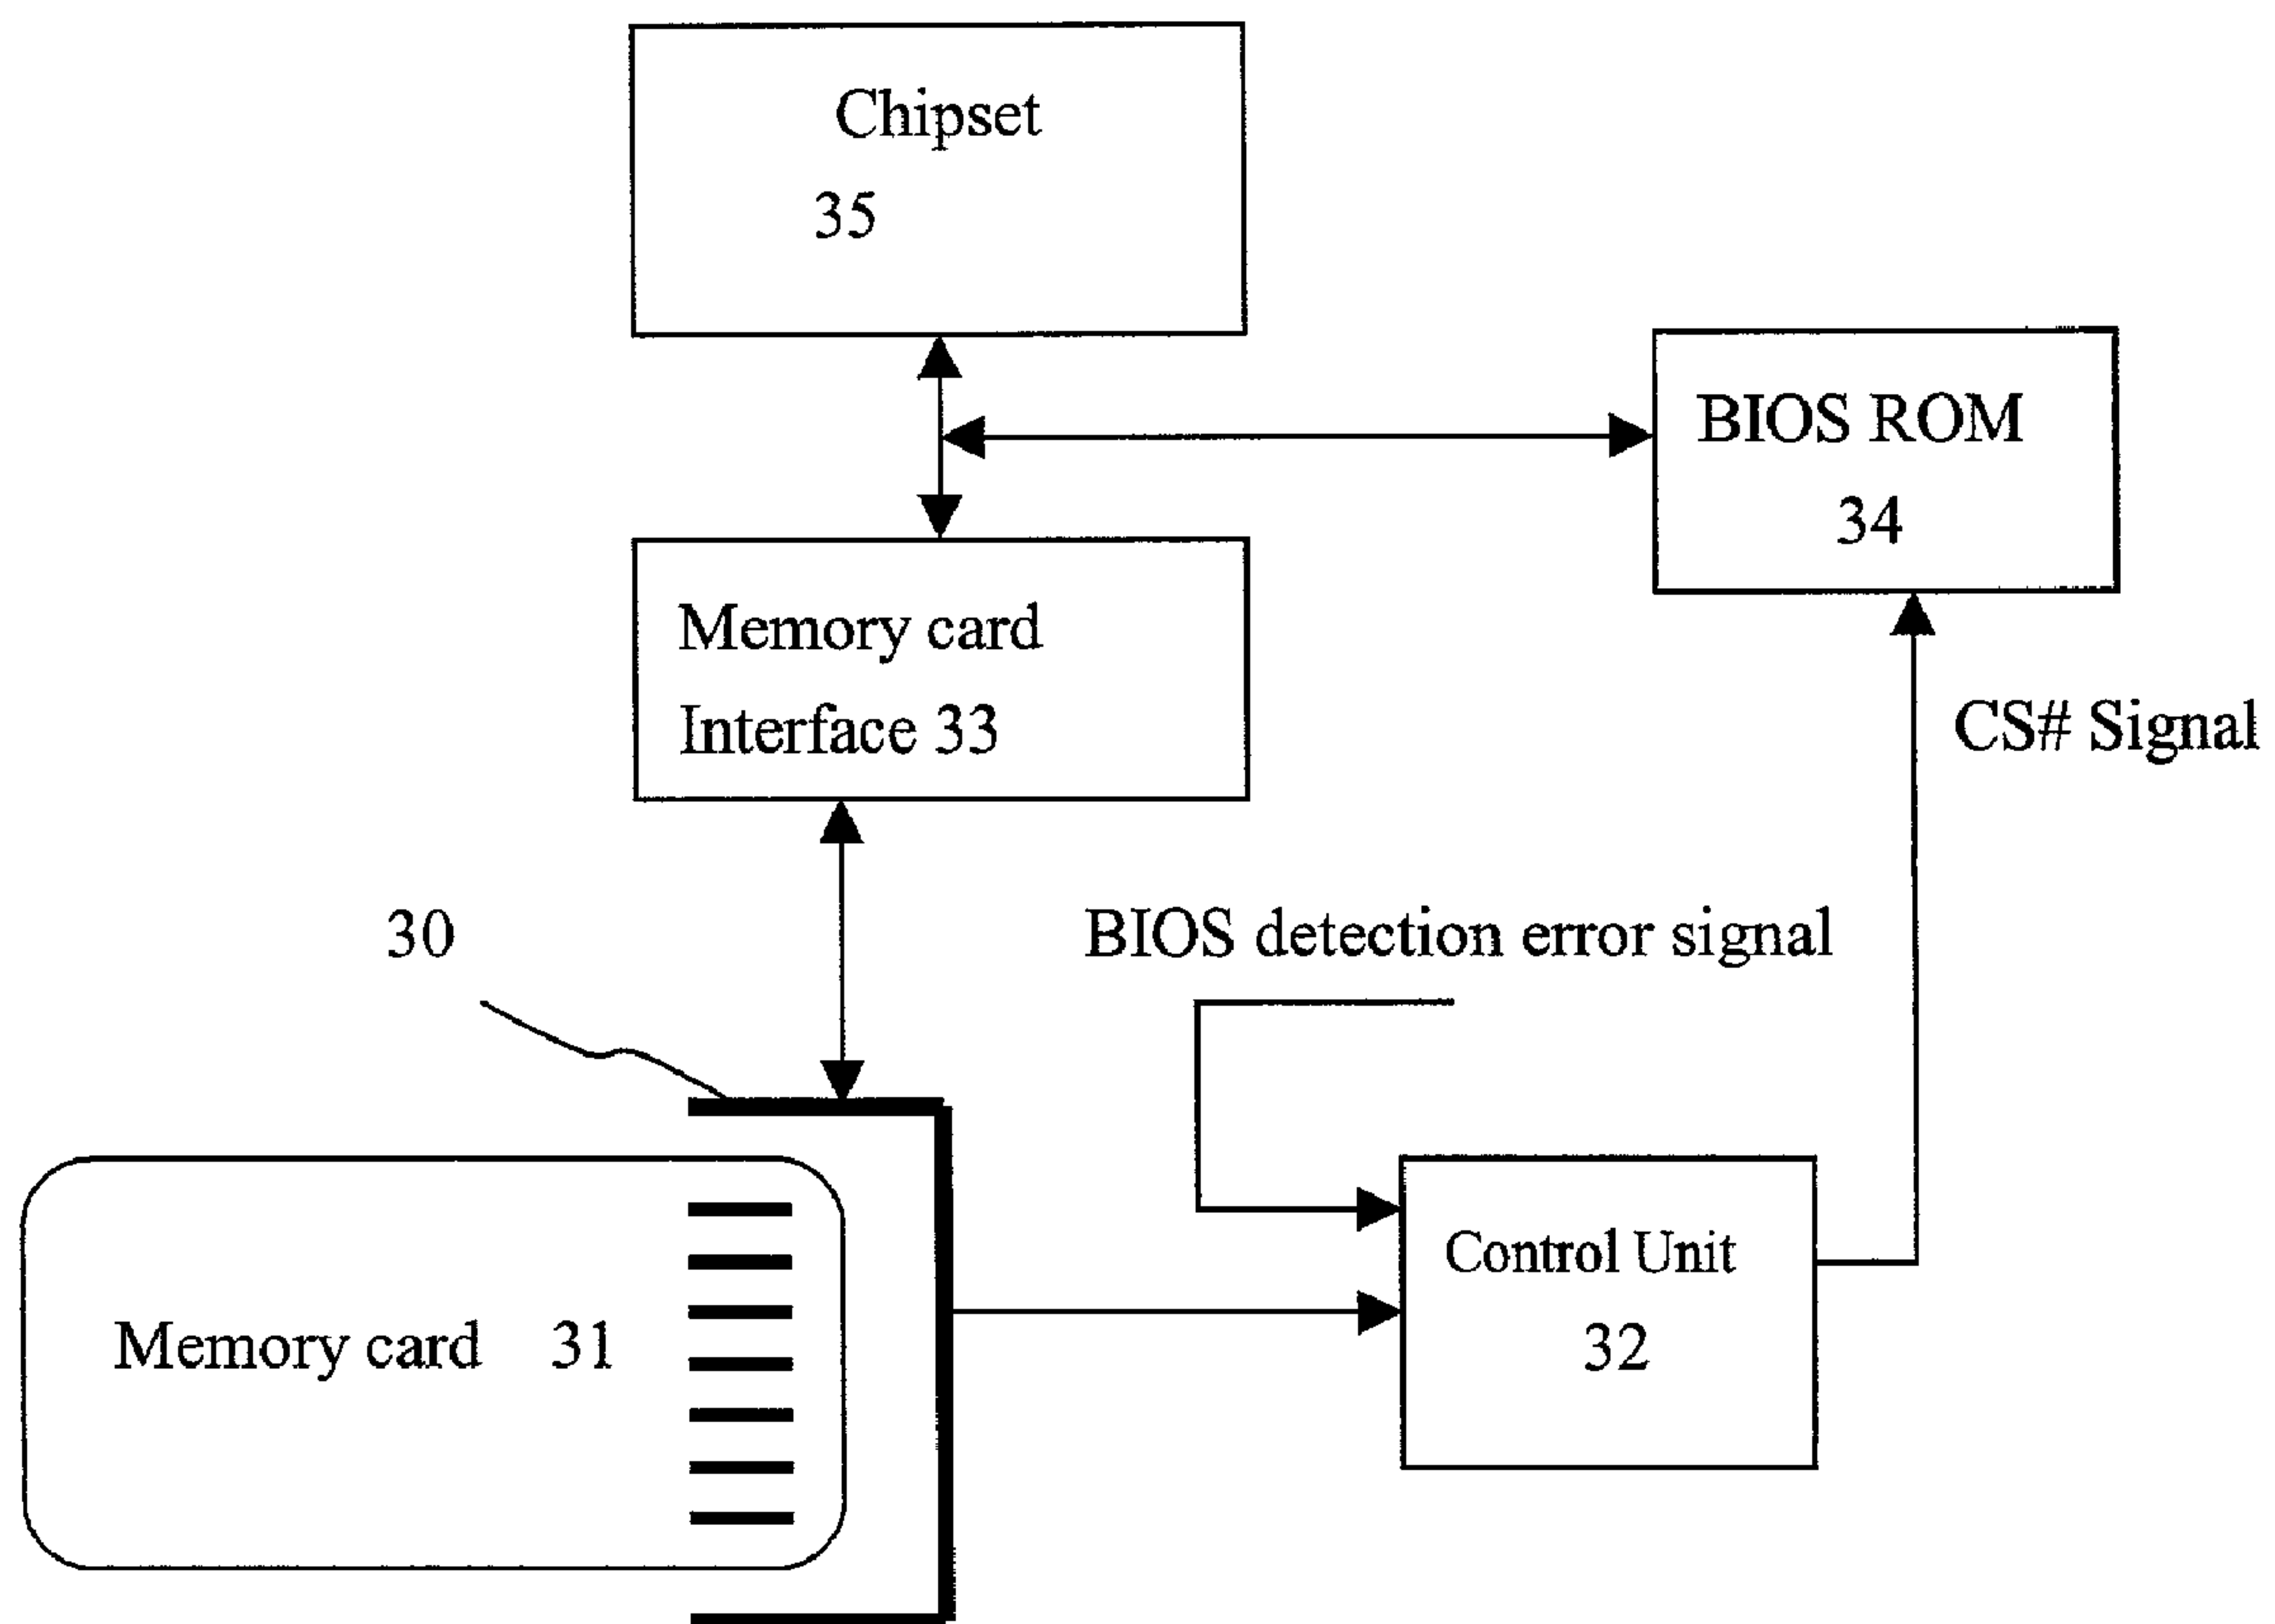 Chipset
35
BIOS ROM
34
Memory card
Interface 33
CS# Signal
30
BIOS detection error signal
Control Unit
32
Memory card 31